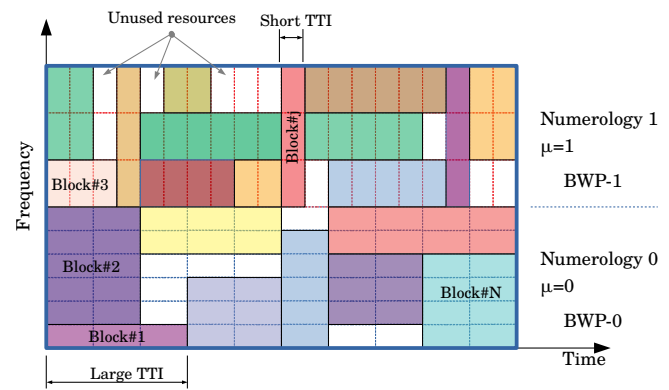 Unused resources
Short TTI
Frequency
Block#j
Numerology 1
μ=1
Block#3
BWP-1
Block#2
Numerology 0
μ=0
Block#N
BWP-0
Block#1
Time
Large TTI